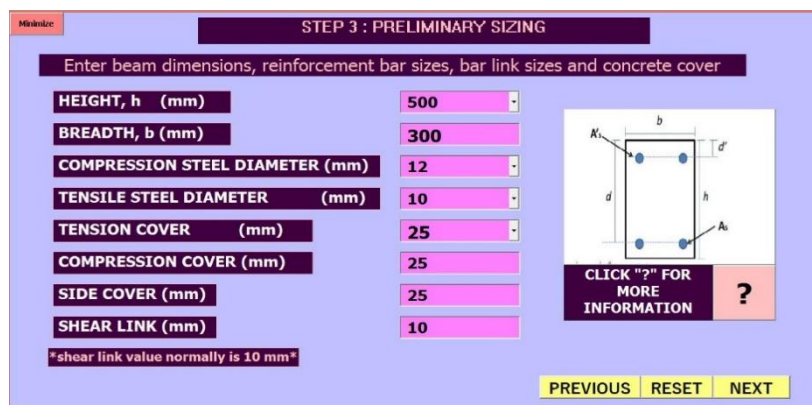 Minimize
STEP 3 : PRELIMINARY SIZING
Enter beam dimensions, reinforcement bar sizes, bar link sizes and concrete cover
HEIGHT, h (mm) 500
BREADTH, b (mm) 300
COMPRESSION STEEL DIAMETER (mm) 12
TENSILE STEEL DIAMETER (mm) 10
TENSION COVER (mm) 25
COMPRESSION COVER (mm) 25
SIDE COVER (mm) 25
SHEAR LINK (mm) 10
*shear link value normally is 10 mm*
b
A's
d'
d
h
As
CLICK "?" FOR
MORE
INFORMATION
?
PREVIOUS RESET NEXT